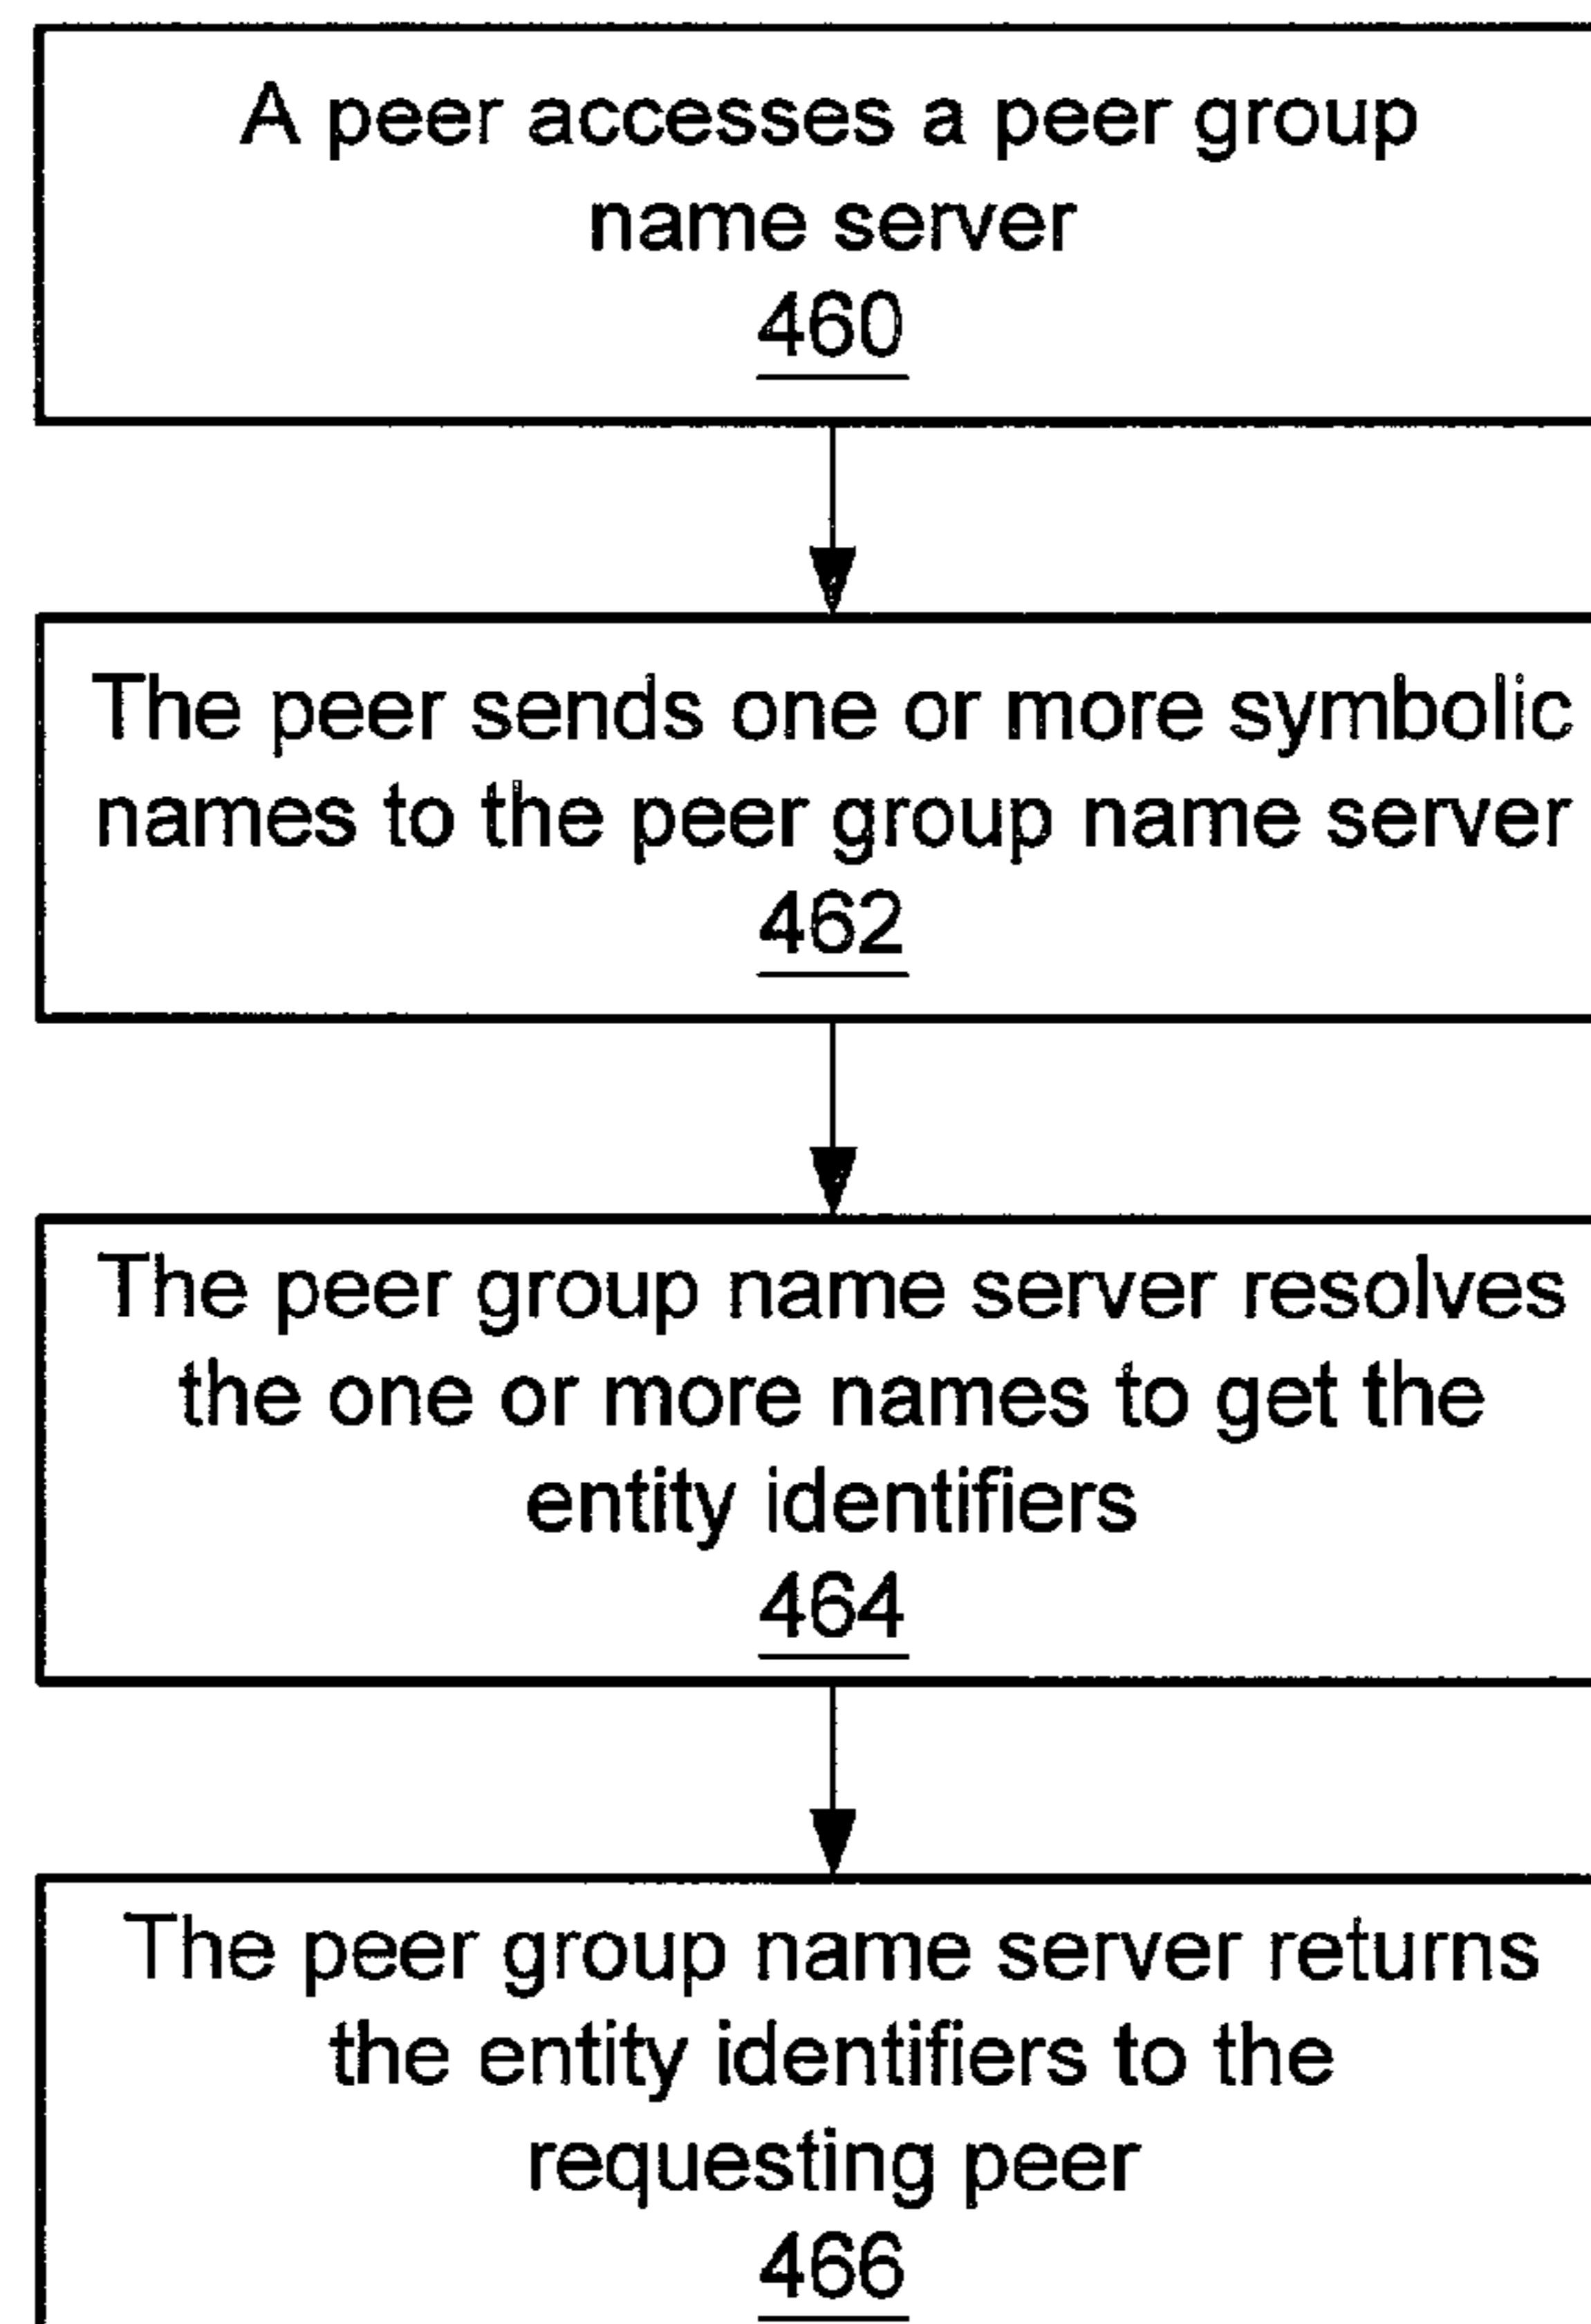 A peer accesses a peer group
name server
460
The peer sends one or more symbolic
names to the peer group name server
462
The peer group name server resolves
the one or more names to get the
entity identifiers
464
The peer group name server returns
the entity identifiers to the
requesting peer
466